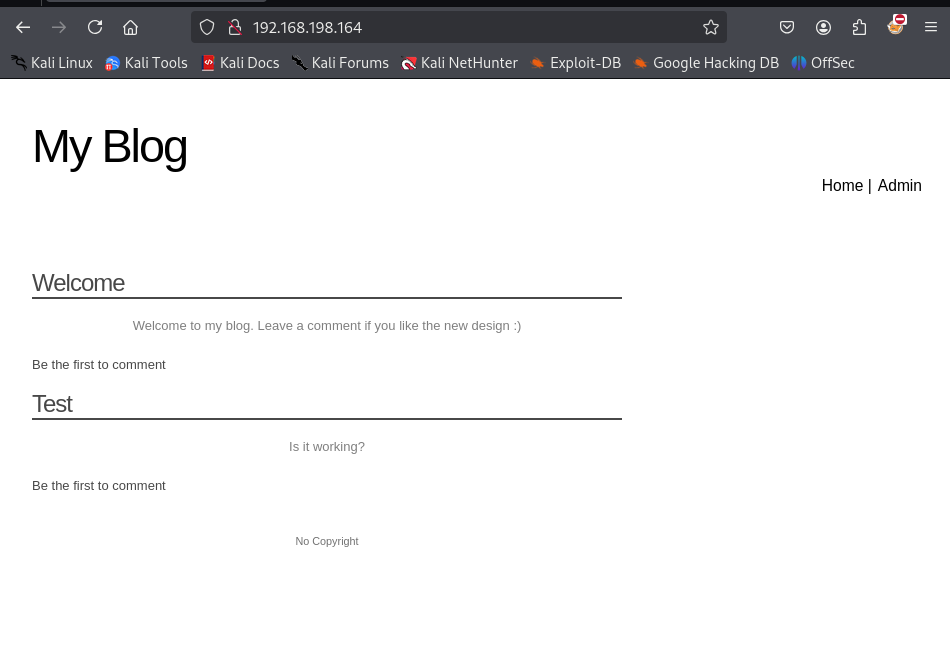 192.168.198.164
Kali Linux Kali Tools Kali Docs Kali Forums Kali NetHunter Exploit-DB Google Hacking DB OffSec
My Blog
Home | Admin
Welcome
Welcome to my blog. Leave a comment if you like the new design :)
Be the first to comment
Test
Is it working?
Be the first to comment
No Copyright